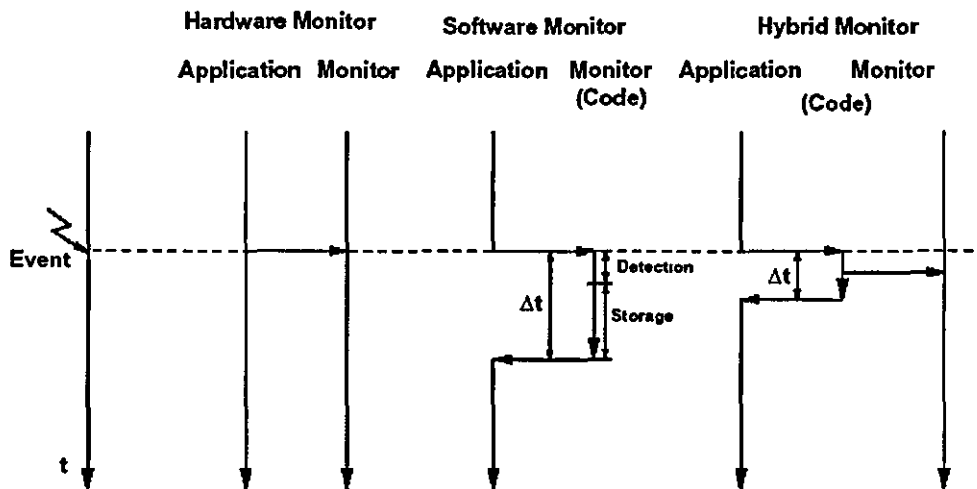 Hardware Monitor
Software Monitor
Hybrid Monitor
Application
Monitor
Application
Monitor
(Code)
Application
Monitor
(Code)
Event
Detection
Δt
Storage
Δt
t